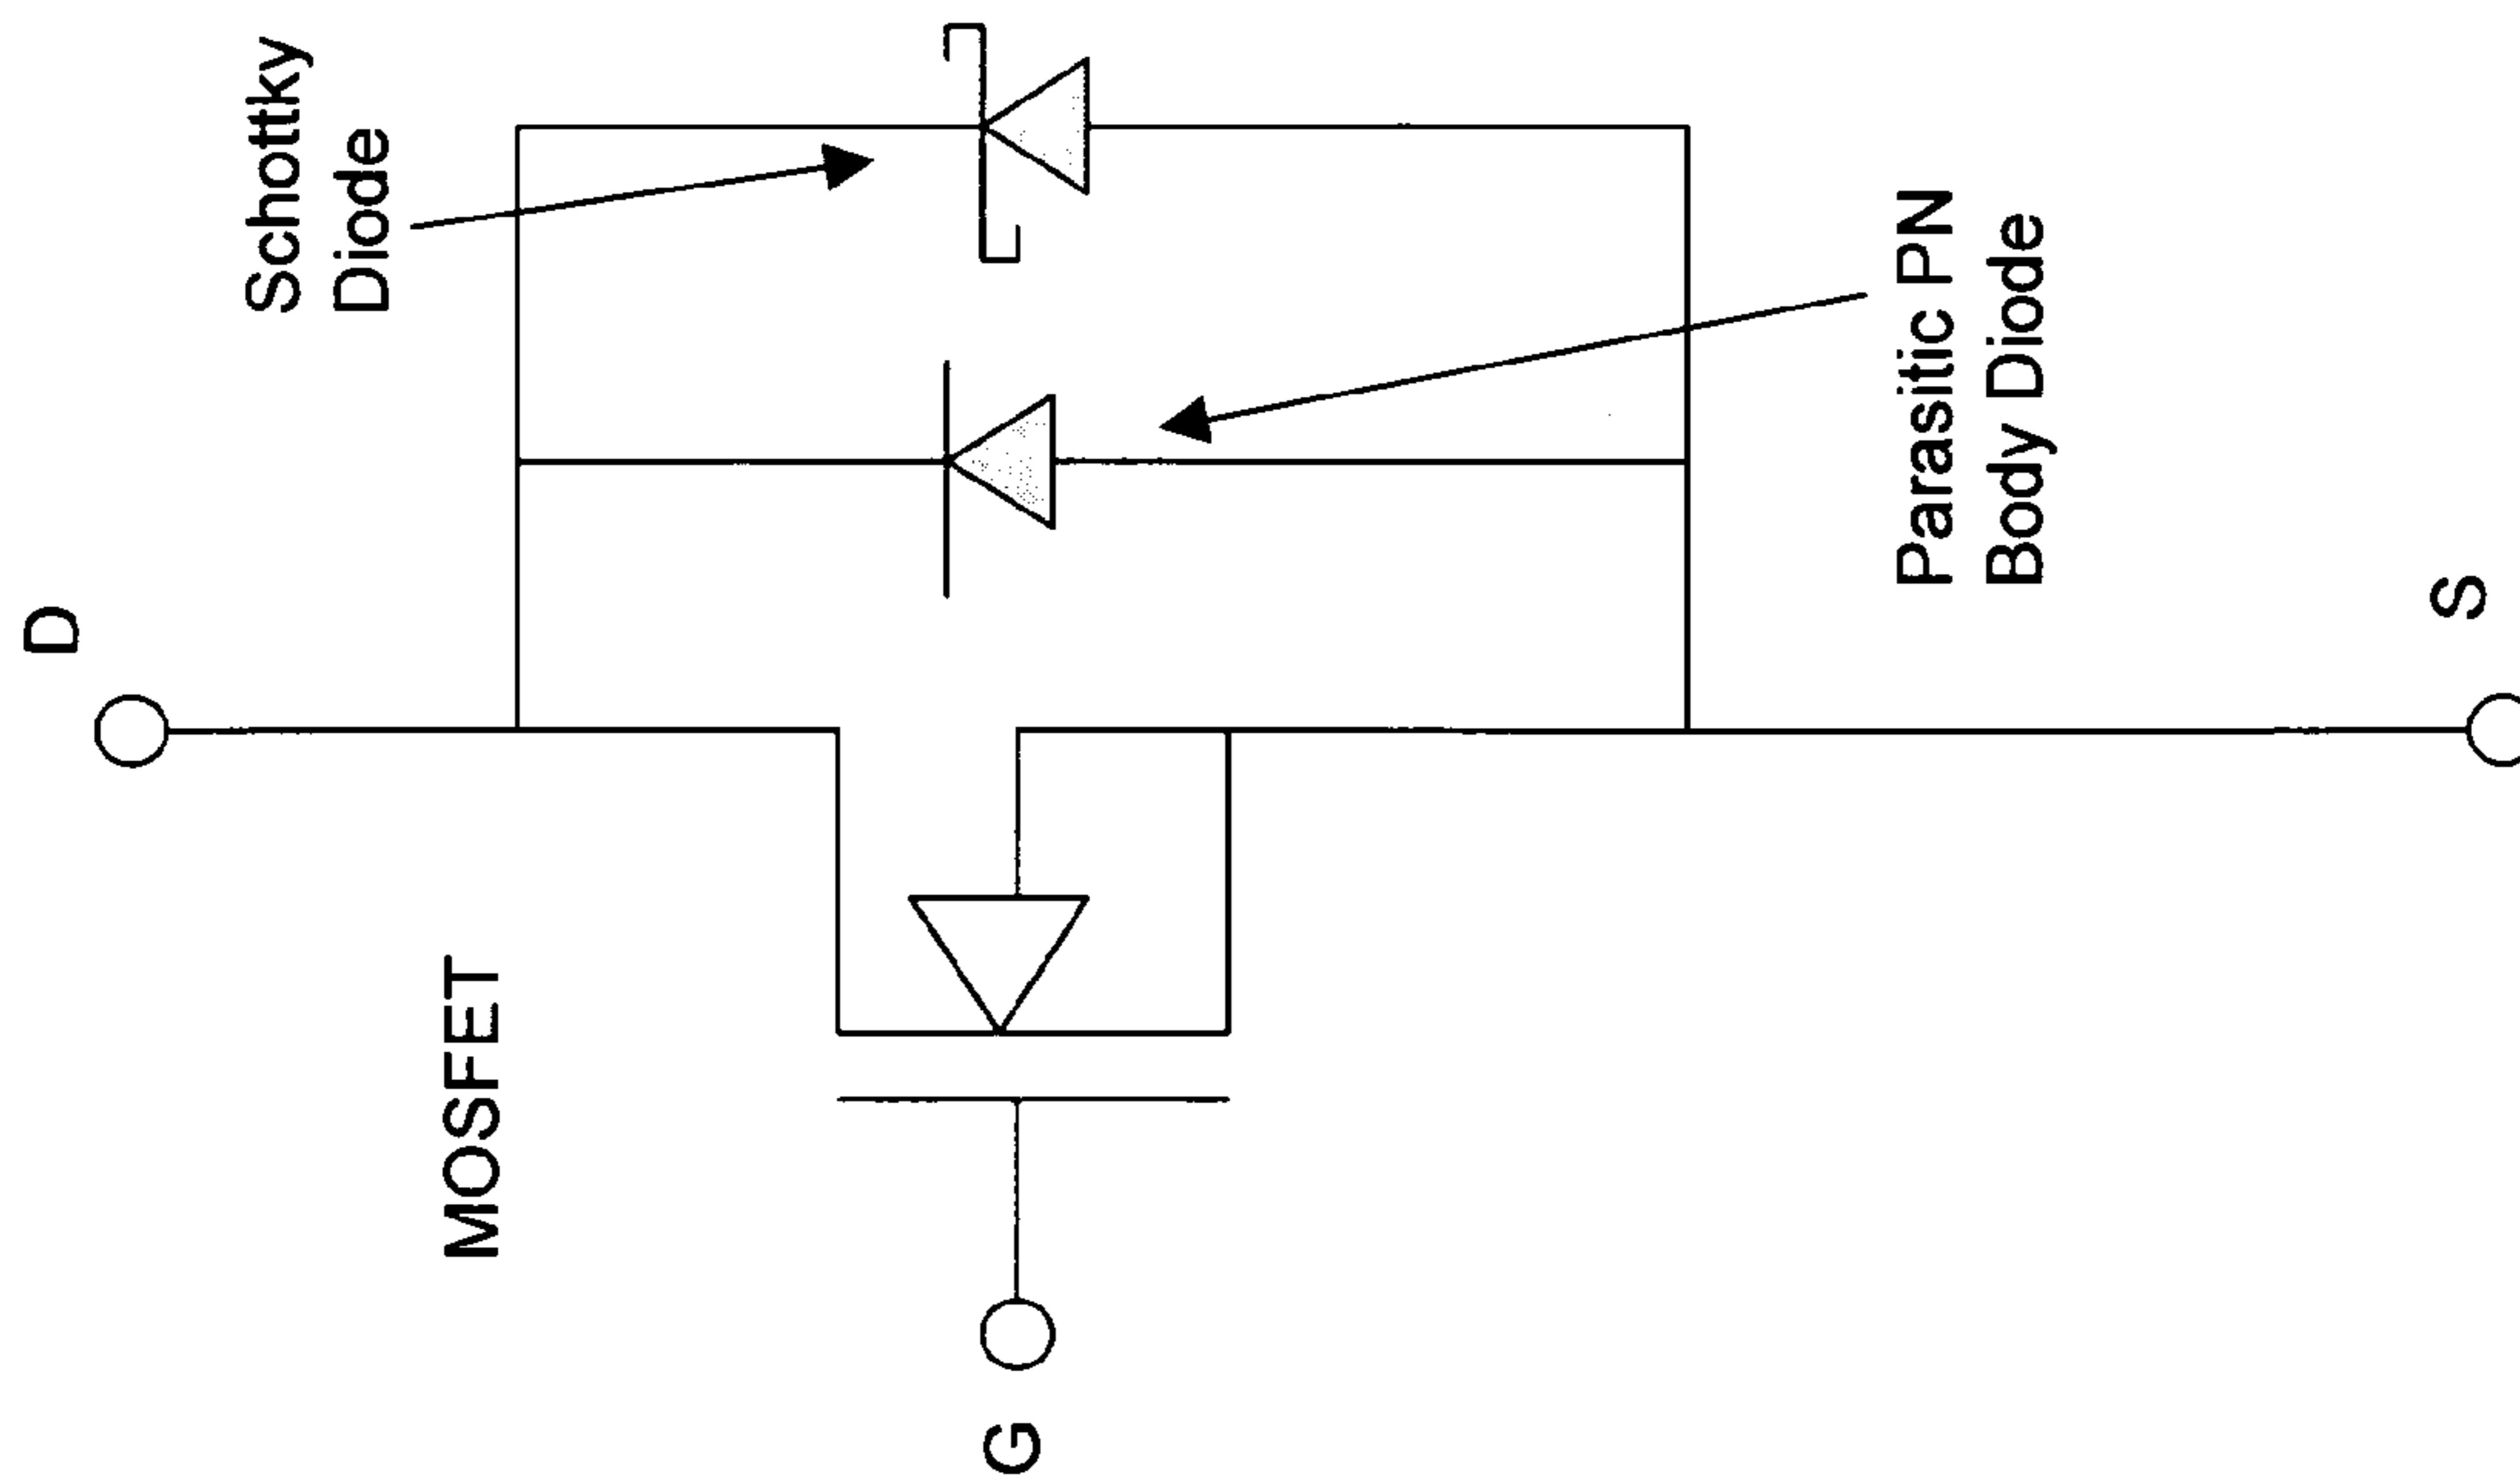 D
Schottky
Diode
MOSFET
G
Parasitic PN
Body Diode
S